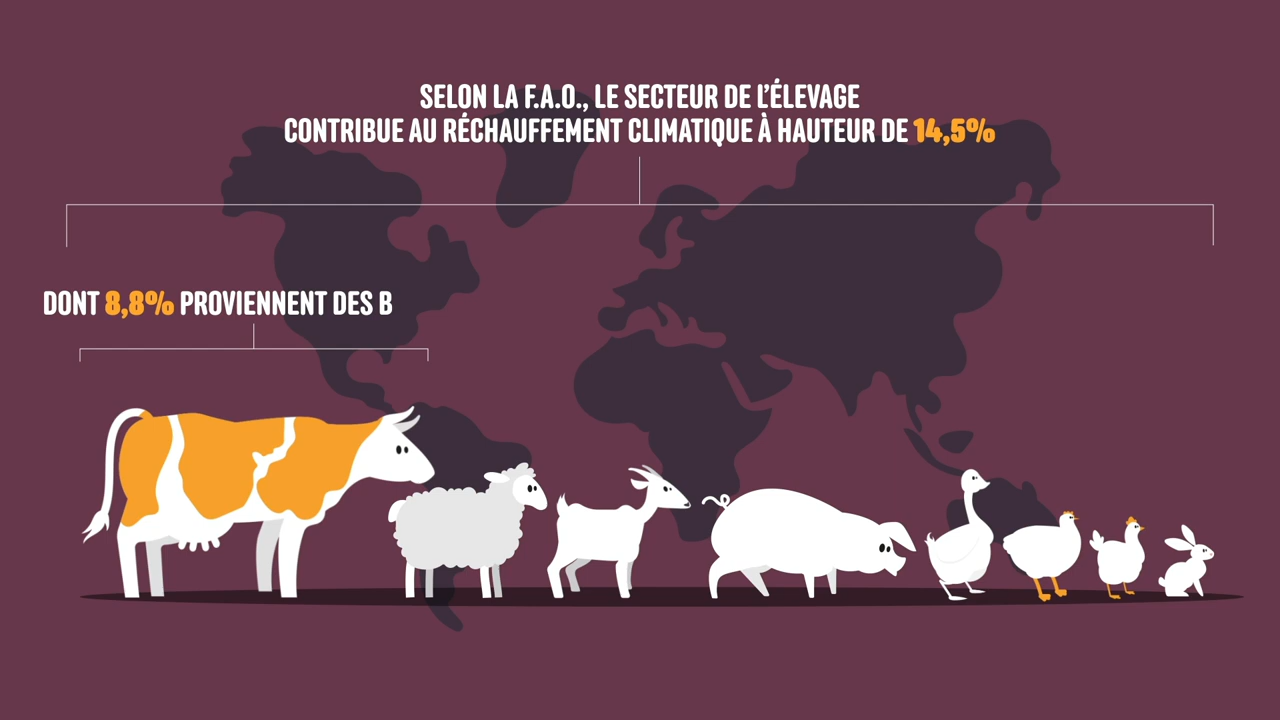 SELON LA F.A.O., LE SECTEUR DE L'ÉLEVAGE
CONTRIBUE AU RÉCHAUFFEMENT CLIMATIQUE À HAUTEUR DE 14,5%
DONT 8,8% PROVIENNENT DES B